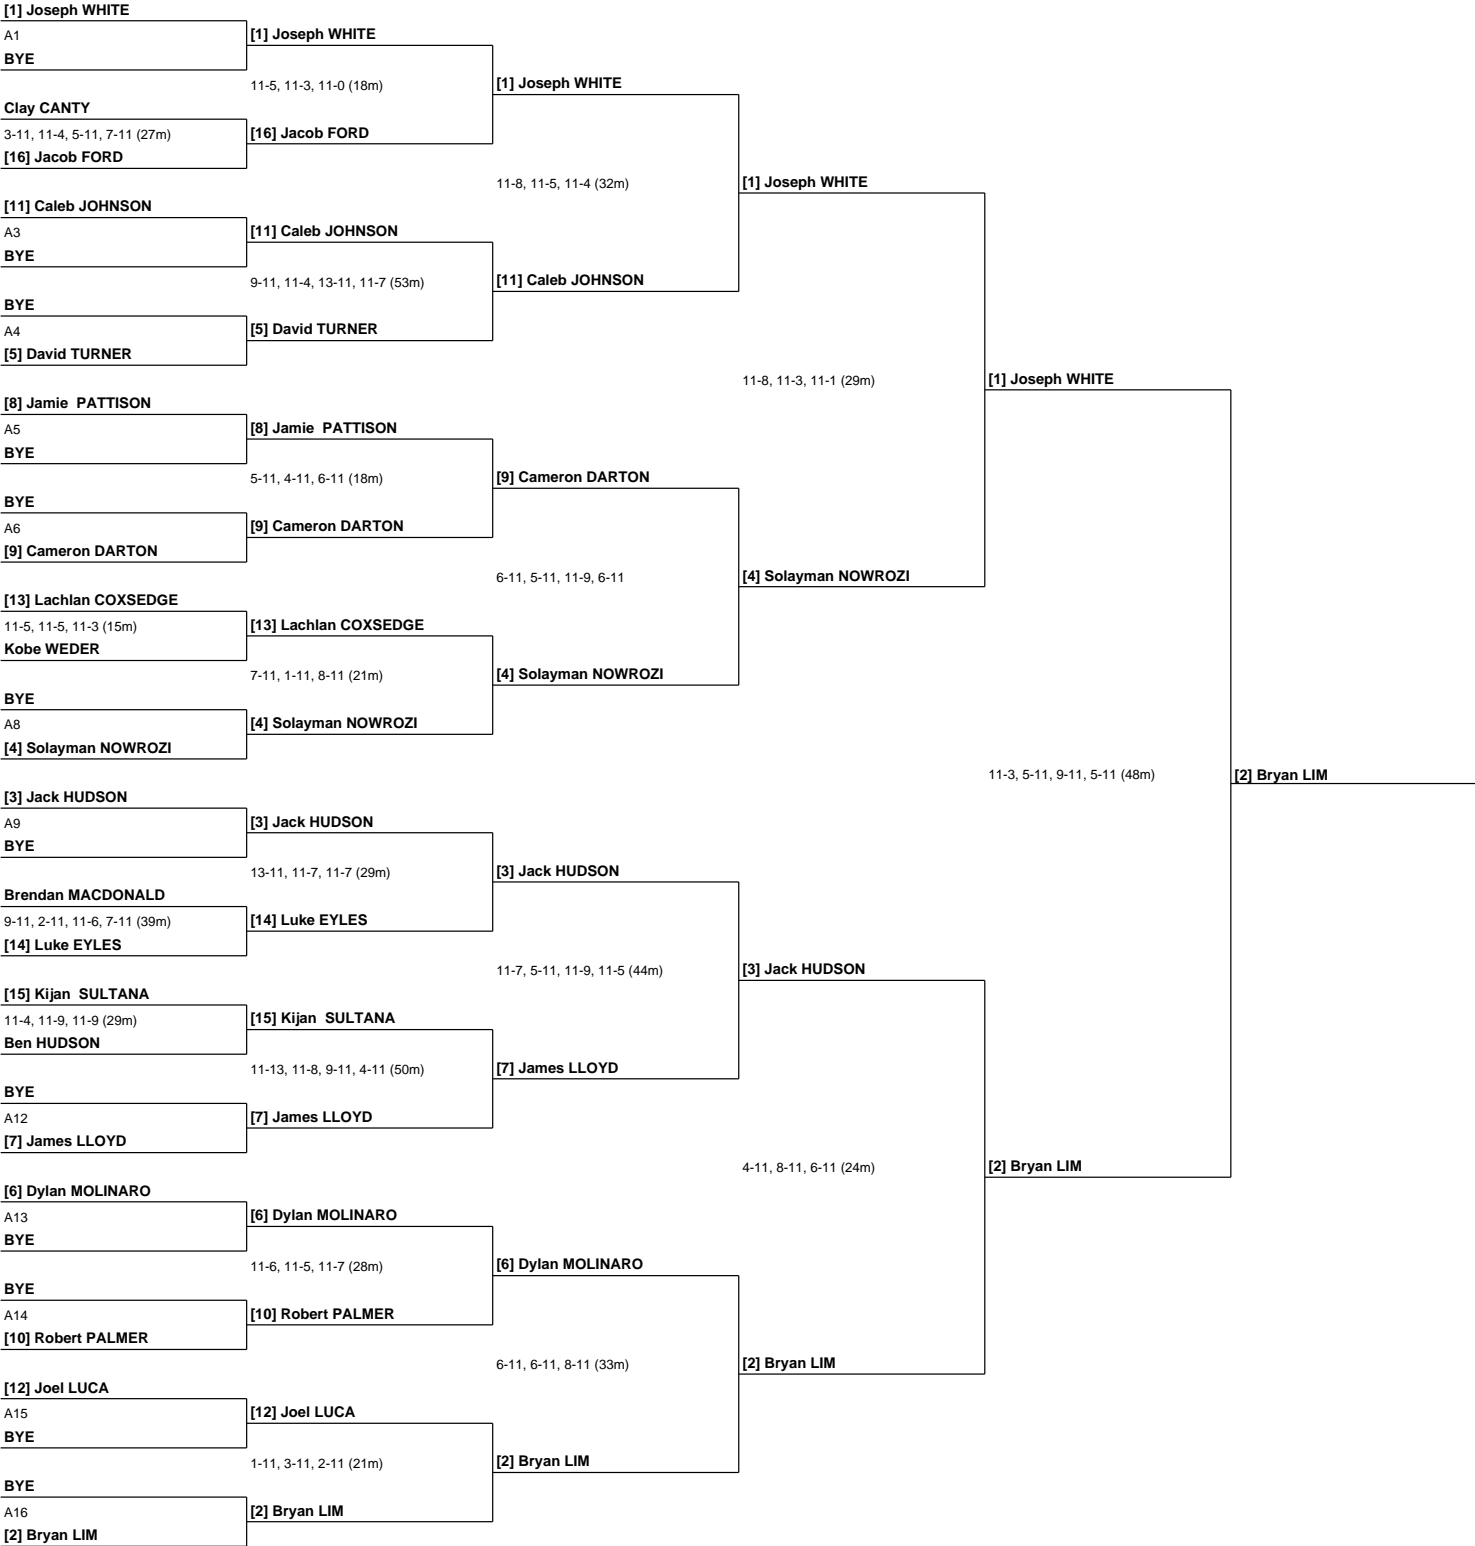 [1] Joseph WHITE
A1
BYE
Clay CANTY
3-11, 11-4, 5-11, 7-11 (27m)
[16] Jacob FORD
[11] Caleb JOHNSON
A3
BYE
BYE
A4
[5] David TURNER
[8] Jamie  PATTISON
A5
BYE
BYE
A6
[9] Cameron DARTON
[13] Lachlan COXSEDGE
11-5, 11-5, 11-3 (15m)
Kobe WEDER
BYE
A8
[4] Solayman NOWROZI
[3] Jack HUDSON
A9
BYE
Brendan MACDONALD
9-11, 2-11, 11-6, 7-11 (39m)
[14] Luke EYLES
[15] Kijan  SULTANA
11-4, 11-9, 11-9 (29m)
Ben HUDSON
BYE
A12
[7] James LLOYD
[6] Dylan MOLINARO
A13
BYE
BYE
A14
[10] Robert PALMER
[12] Joel LUCA
A15
BYE
BYE
A16
[2] Bryan LIM
[1] Joseph WHITE
11-5, 11-3, 11-0 (18m)
[16] Jacob FORD
[11] Caleb JOHNSON
9-11, 11-4, 13-11, 11-7 (53m)
[5] David TURNER
[8] Jamie  PATTISON
5-11, 4-11, 6-11 (18m)
[9] Cameron DARTON
[13] Lachlan COXSEDGE
7-11, 1-11, 8-11 (21m)
[4] Solayman NOWROZI
[3] Jack HUDSON
13-11, 11-7, 11-7 (29m)
[14] Luke EYLES
[15] Kijan  SULTANA
11-13, 11-8, 9-11, 4-11 (50m)
[7] James LLOYD
[6] Dylan MOLINARO
11-6, 11-5, 11-7 (28m)
[10] Robert PALMER
[12] Joel LUCA
1-11, 3-11, 2-11 (21m)
[2] Bryan LIM
[1] Joseph WHITE
11-8, 11-5, 11-4 (32m)
[11] Caleb JOHNSON
[9] Cameron DARTON
6-11, 5-11, 11-9, 6-11
[4] Solayman NOWROZI
[3] Jack HUDSON
11-7, 5-11, 11-9, 11-5 (44m)
[7] James LLOYD
[6] Dylan MOLINARO
6-11, 6-11, 8-11 (33m)
[2] Bryan LIM
[1] Joseph WHITE
11-8, 11-3, 11-1 (29m)
[4] Solayman NOWROZI
[3] Jack HUDSON
4-11, 8-11, 6-11 (24m)
[2] Bryan LIM
[1] Joseph WHITE
11-3, 5-11, 9-11, 5-11 (48m)
[2] Bryan LIM
[2] Bryan LIM